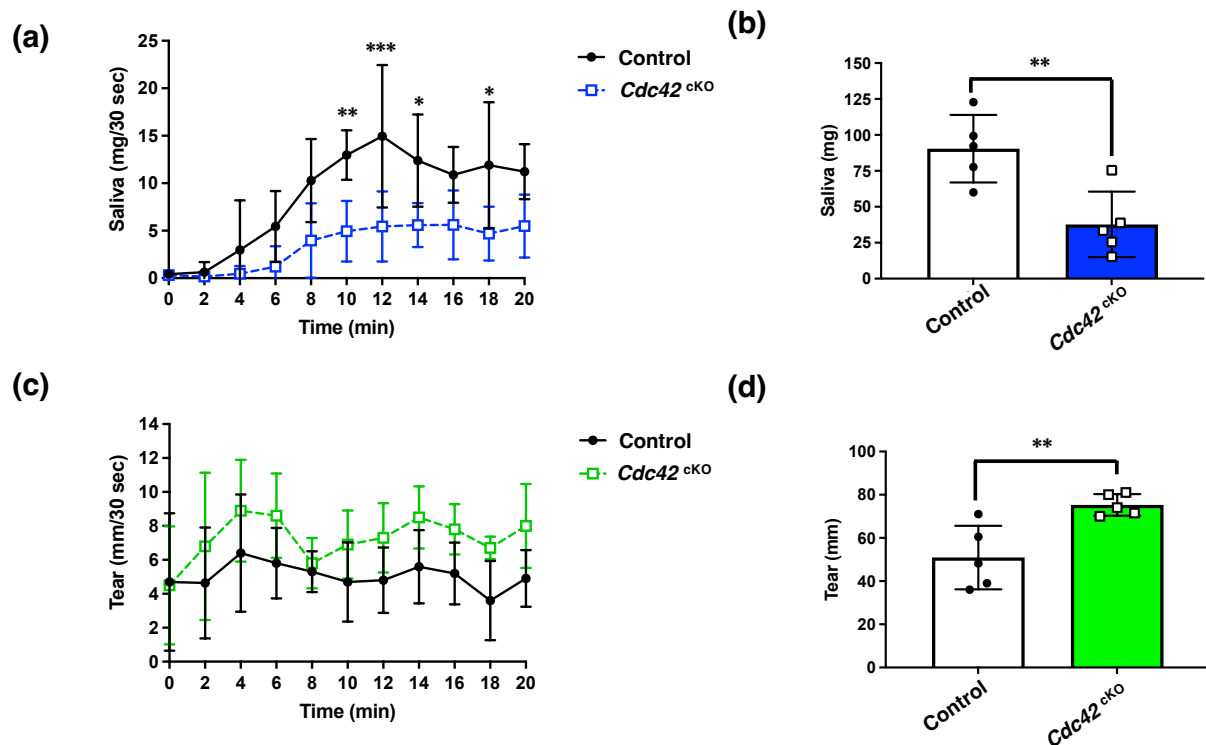 (a)
Saliva (mg/30 sec)
25
20
15
10
5
0
** *** * *
0 2 4 6 8 10 12 14 16 18 20
Time (min)
Control
Cdc42 cKO
(b)
Saliva (mg)
150
125
100
75
50
25
0
**
Control
Cdc42 cKO
(c)
Tear (mm/30 sec)
14
12
10
8
6
4
2
0
0 2 4 6 8 10 12 14 16 18 20
Time (min)
Control
Cdc42 cKO
(d)
Tear (mm)
100
80
60
40
20
0
**
Control
Cdc42 cKO